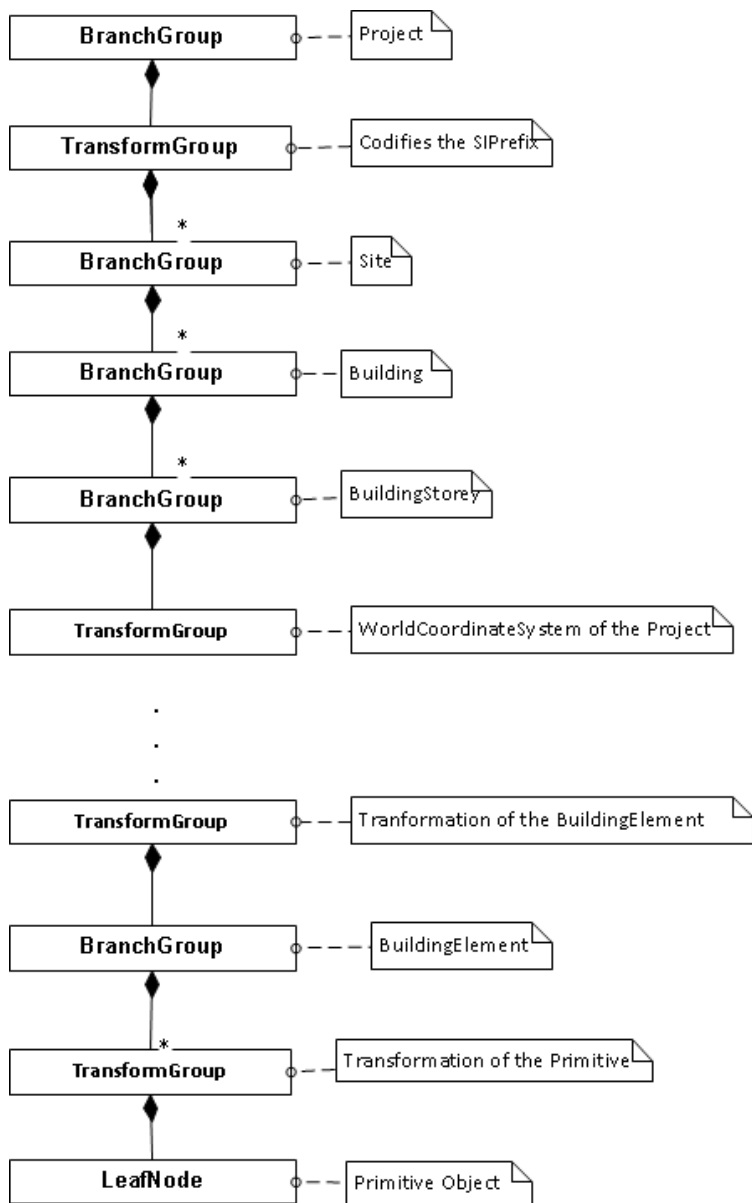 BranchGroup
Project
TransformGroup
Codifies the SIPrefix
*
BranchGroup
Site
*
BranchGroup
Building
*
BranchGroup
BuildingStorey
TransformGroup
WorldCoordinateSystem of the Project
.
.
.
TransformGroup
Tranformation of the BuildingElement
BranchGroup
BuildingElement
*
TransformGroup
Transformation of the Primitive
LeafNode
Primitive Object